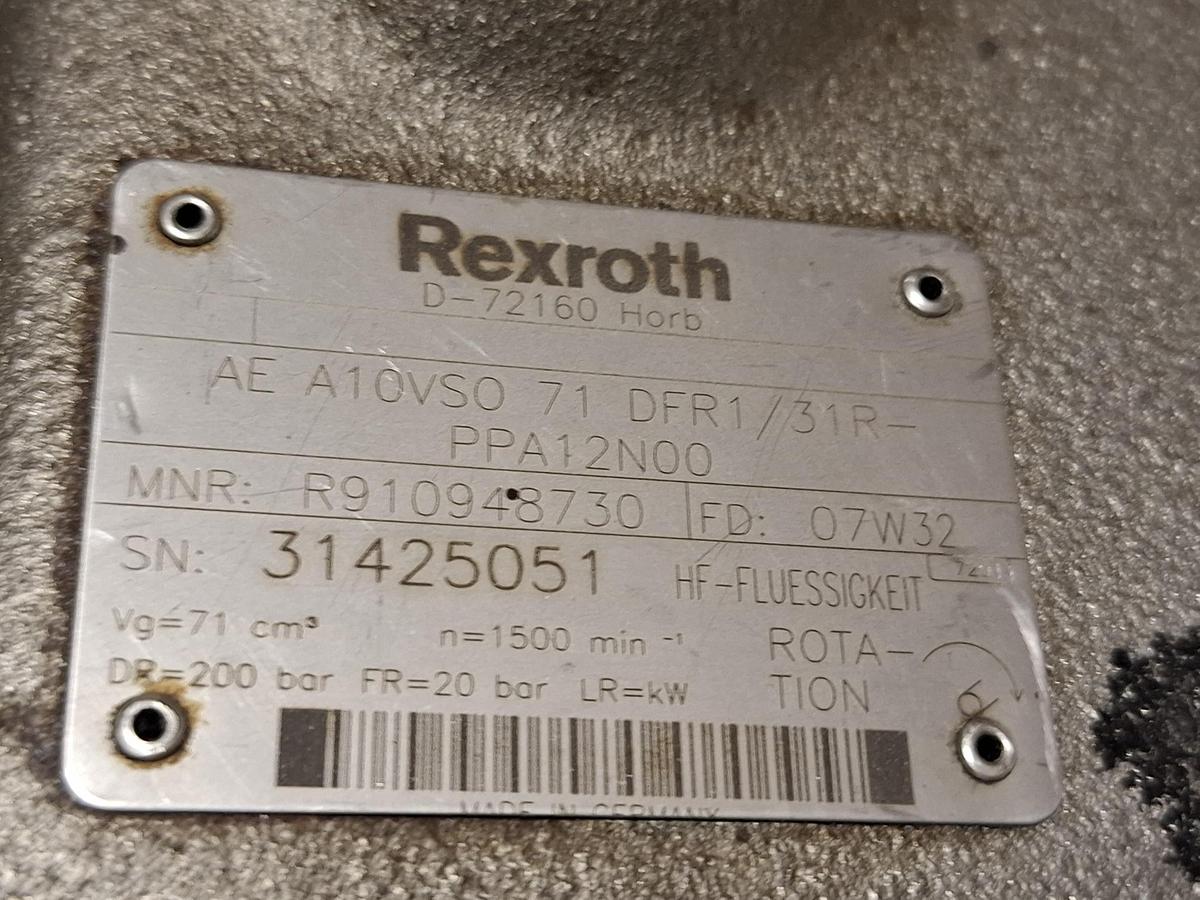 Rexroth
D-72160 Horb
AE A10VSO 71 DFR1/31R-
PPA12N00
MNR: R910948730 FD: 07W32
SN: 31425051 HF-FLUESSIGKEIT
Vg=71 cm³ n=1500 min ⁻¹ ROTA-
DR=200 bar FR=20 bar LR=kW TION
MADE IN GERMANY